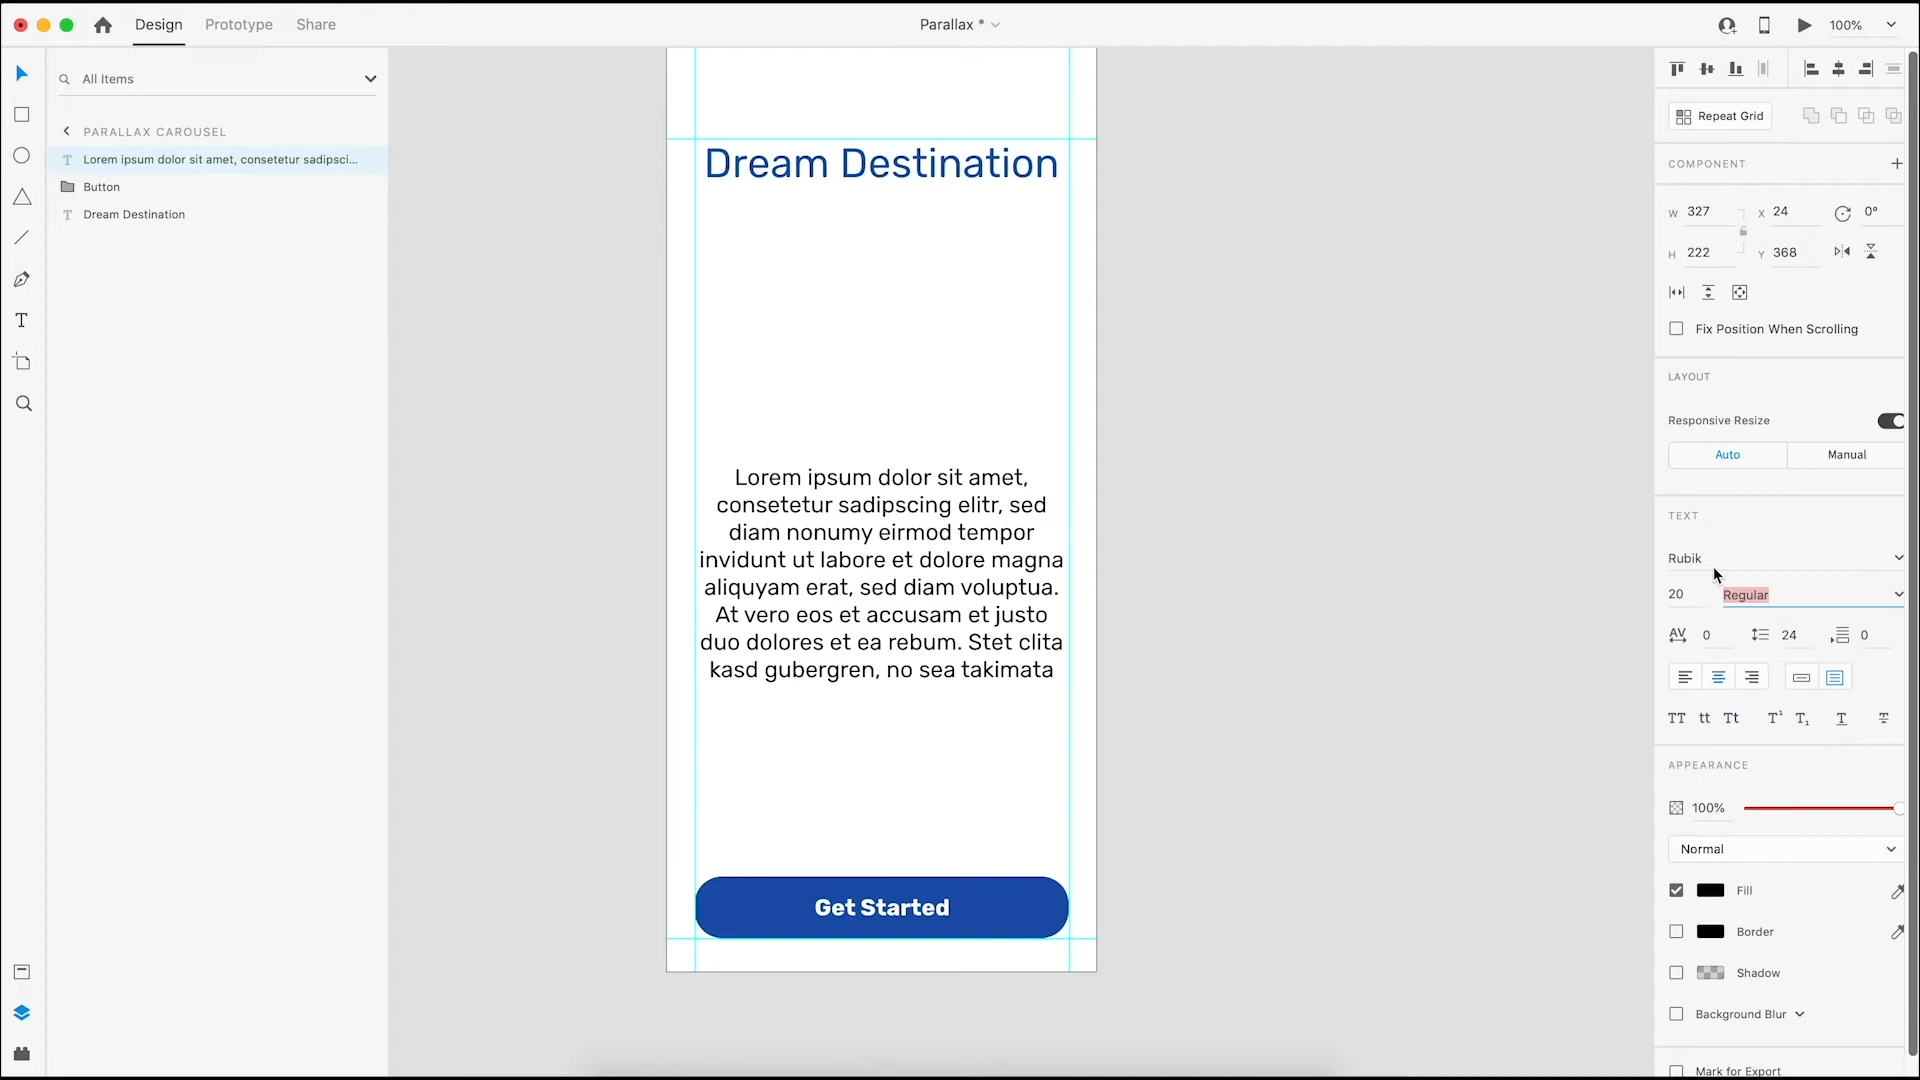 Design
Prototype
Share
Parallax *
100%
All Items
PARALLAX CAROUSEL
Lorem ipsum dolor sit amet, consetetur sadipsci...
Button
Dream Destination
Dream Destination
Lorem ipsum dolor sit amet,
consetetur sadipscing elitr, sed
diam nonumy eirmod tempor
invidunt ut labore et dolore magna
aliquyam erat, sed diam voluptua.
At vero eos et accusam et justo
duo dolores et ea rebum. Stet clita
kasd gubergren, no sea takimata
Get Started
Repeat Grid
COMPONENT
W 327 X 24 0°
H 222 Y 368
Fix Position When Scrolling
LAYOUT
Responsive Resize
Auto Manual
TEXT
Rubik
20 Regular
AV 0 24 0
TT tt Tt T¹ T₁ T T
APPEARANCE
100%
Normal
Fill
Border
Shadow
Background Blur
Mark for Export